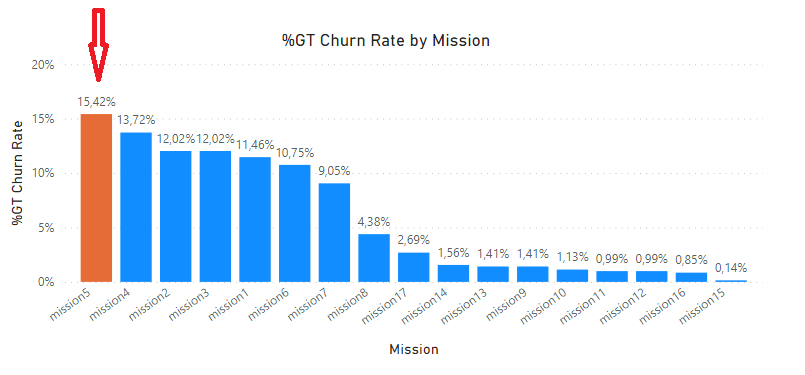 %GT Churn Rate by Mission
20%
15%
10%
5%
0%
%GT Churn Rate
15,42%
13,72%
12,02%
12,02%
11,46%
10,75%
9,05%
4,38%
2,69%
1,56%
1,41%
1,41%
1,13%
0,99%
0,99%
0,85%
0,14%
mission5
mission4
mission2
mission3
mission1
mission6
mission7
mission8
mission17
mission14
mission13
mission9
mission10
mission11
mission12
mission16
mission15
Mission